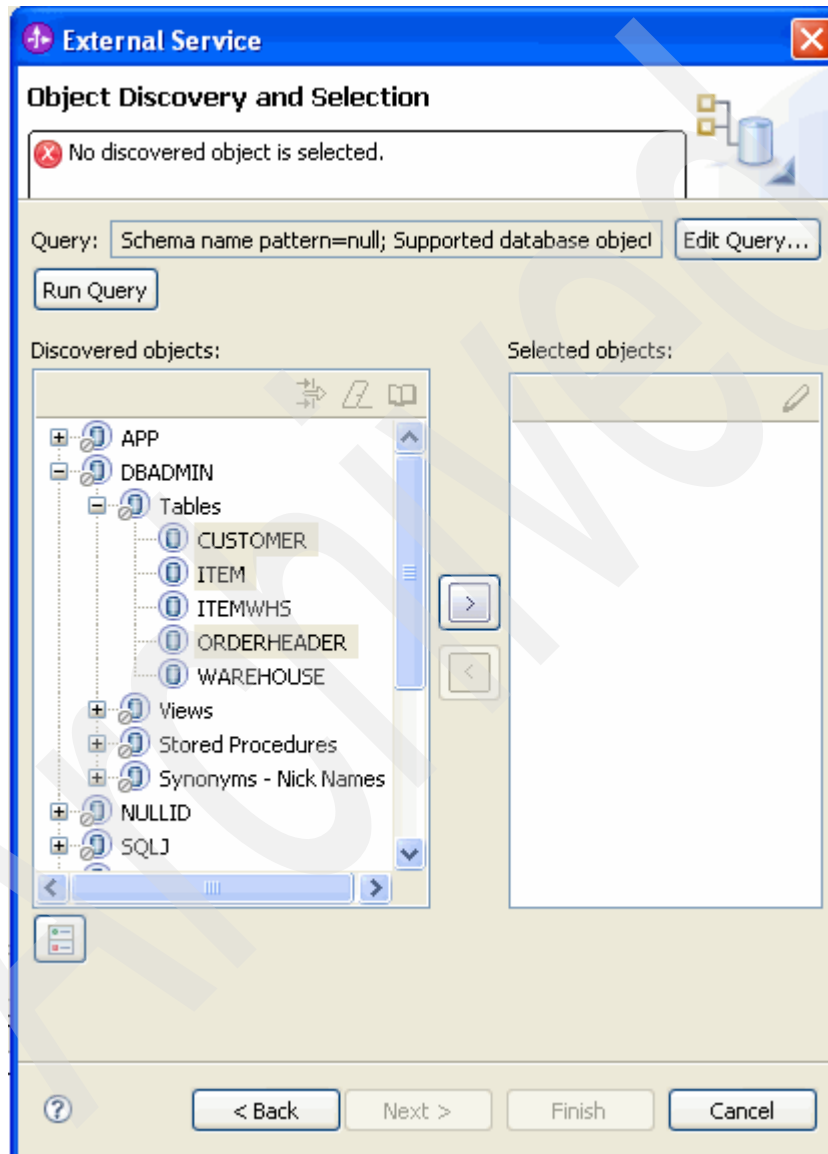 External Service
Object Discovery and Selection
No discovered object is selected.
Query: Schema name pattern=null; Supported database object Edit Query...
Run Query
Discovered objects: Selected objects:
APP
DBADMIN
Tables
CUSTOMER
ITEM
ITEMWHS
ORDERHEADER
WAREHOUSE
Views
Stored Procedures
Synonyms - Nick Names
NULLID
SQLJ
>
<
? < Back Next > Finish Cancel
Archived